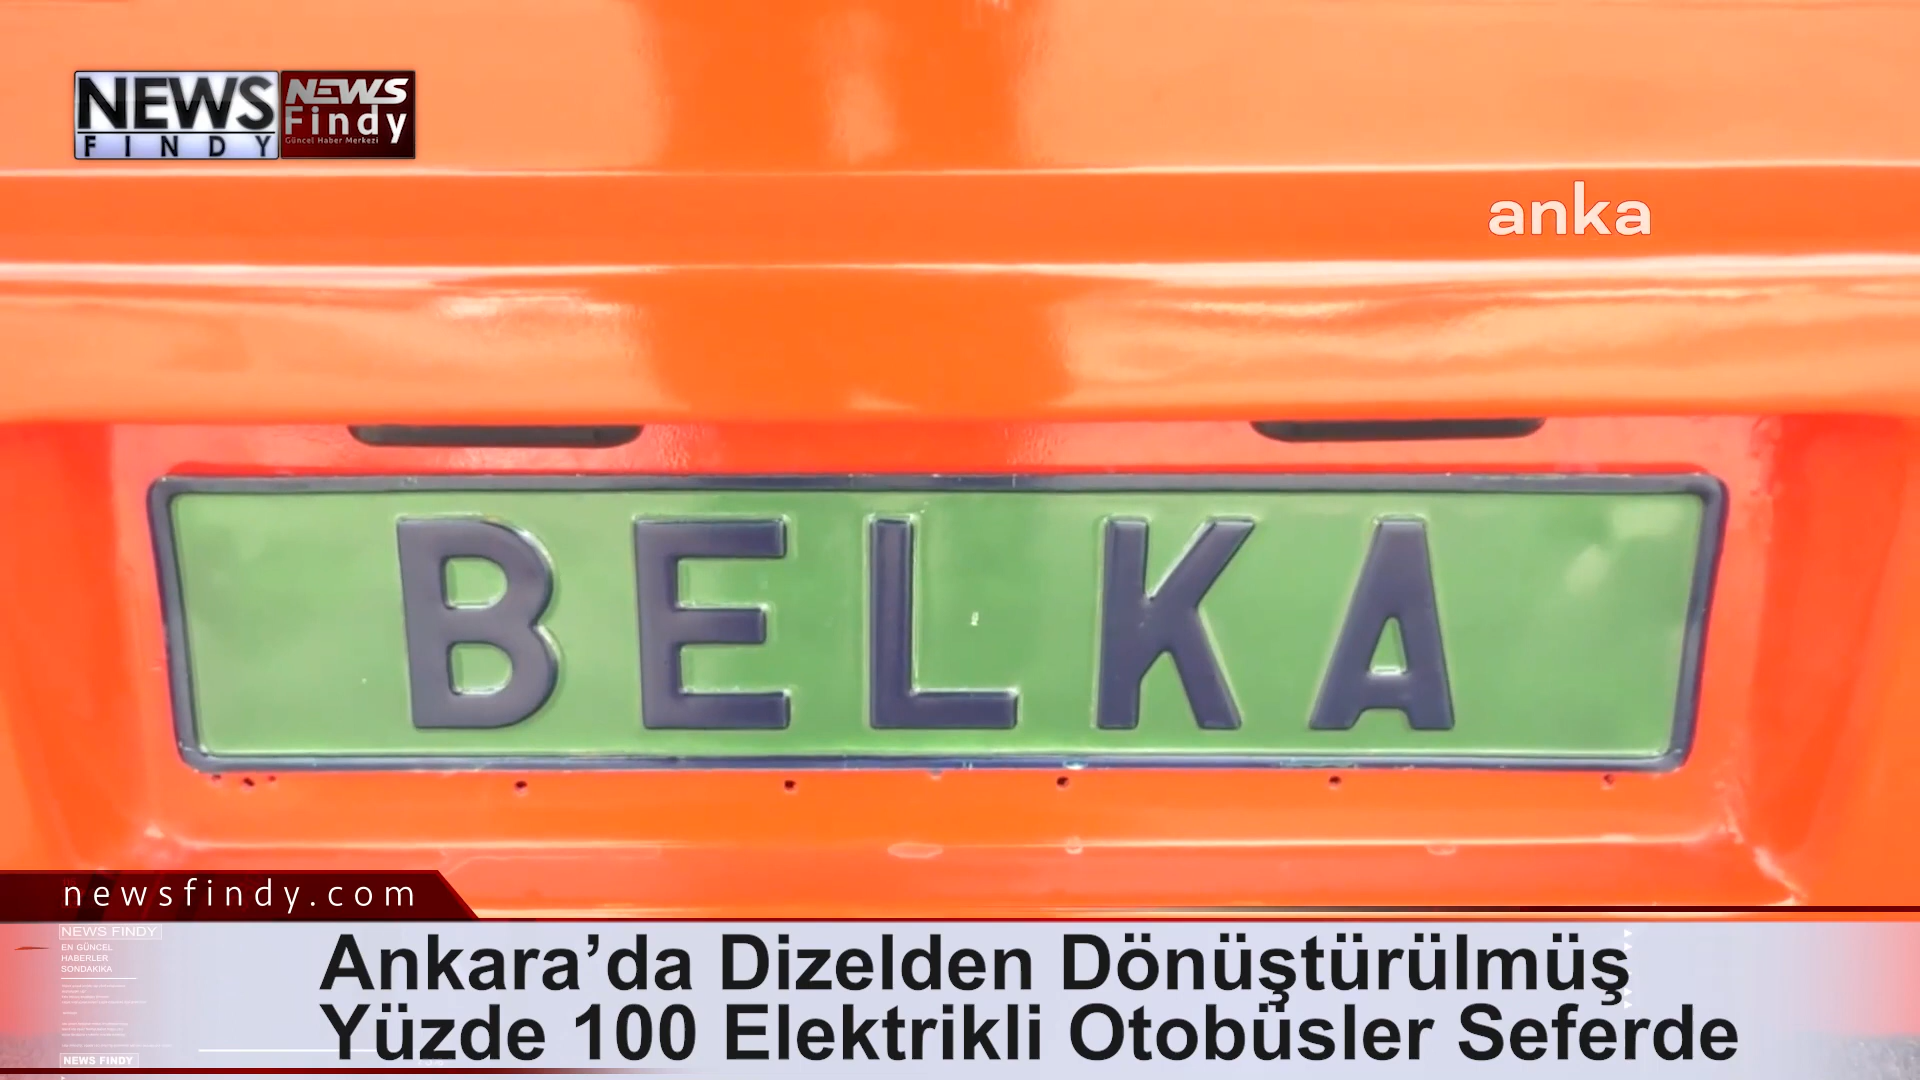 NEWS
FINDY
NEWS
Findy
Güncel Haber Merkezi
anka
BELKA
newsfindy.com
NEWS FINDY
EN GÜNCEL
HABERLER
SONDAKIKA
Ankara’da Dizelden Dönüştürülmüş
Yüzde 100 Elektrikli Otobüsler Seferde
NEWS FINDY